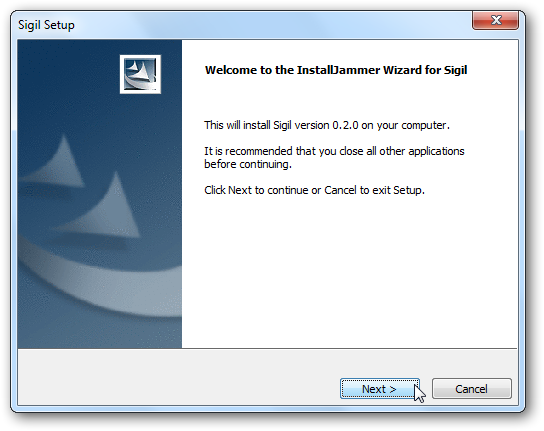 Sigil Setup
Welcome to the InstallJammer Wizard for Sigil
This will install Sigil version 0.2.0 on your computer.
It is recommended that you close all other applications
before continuing.
Click Next to continue or Cancel to exit Setup.
Next >
Cancel